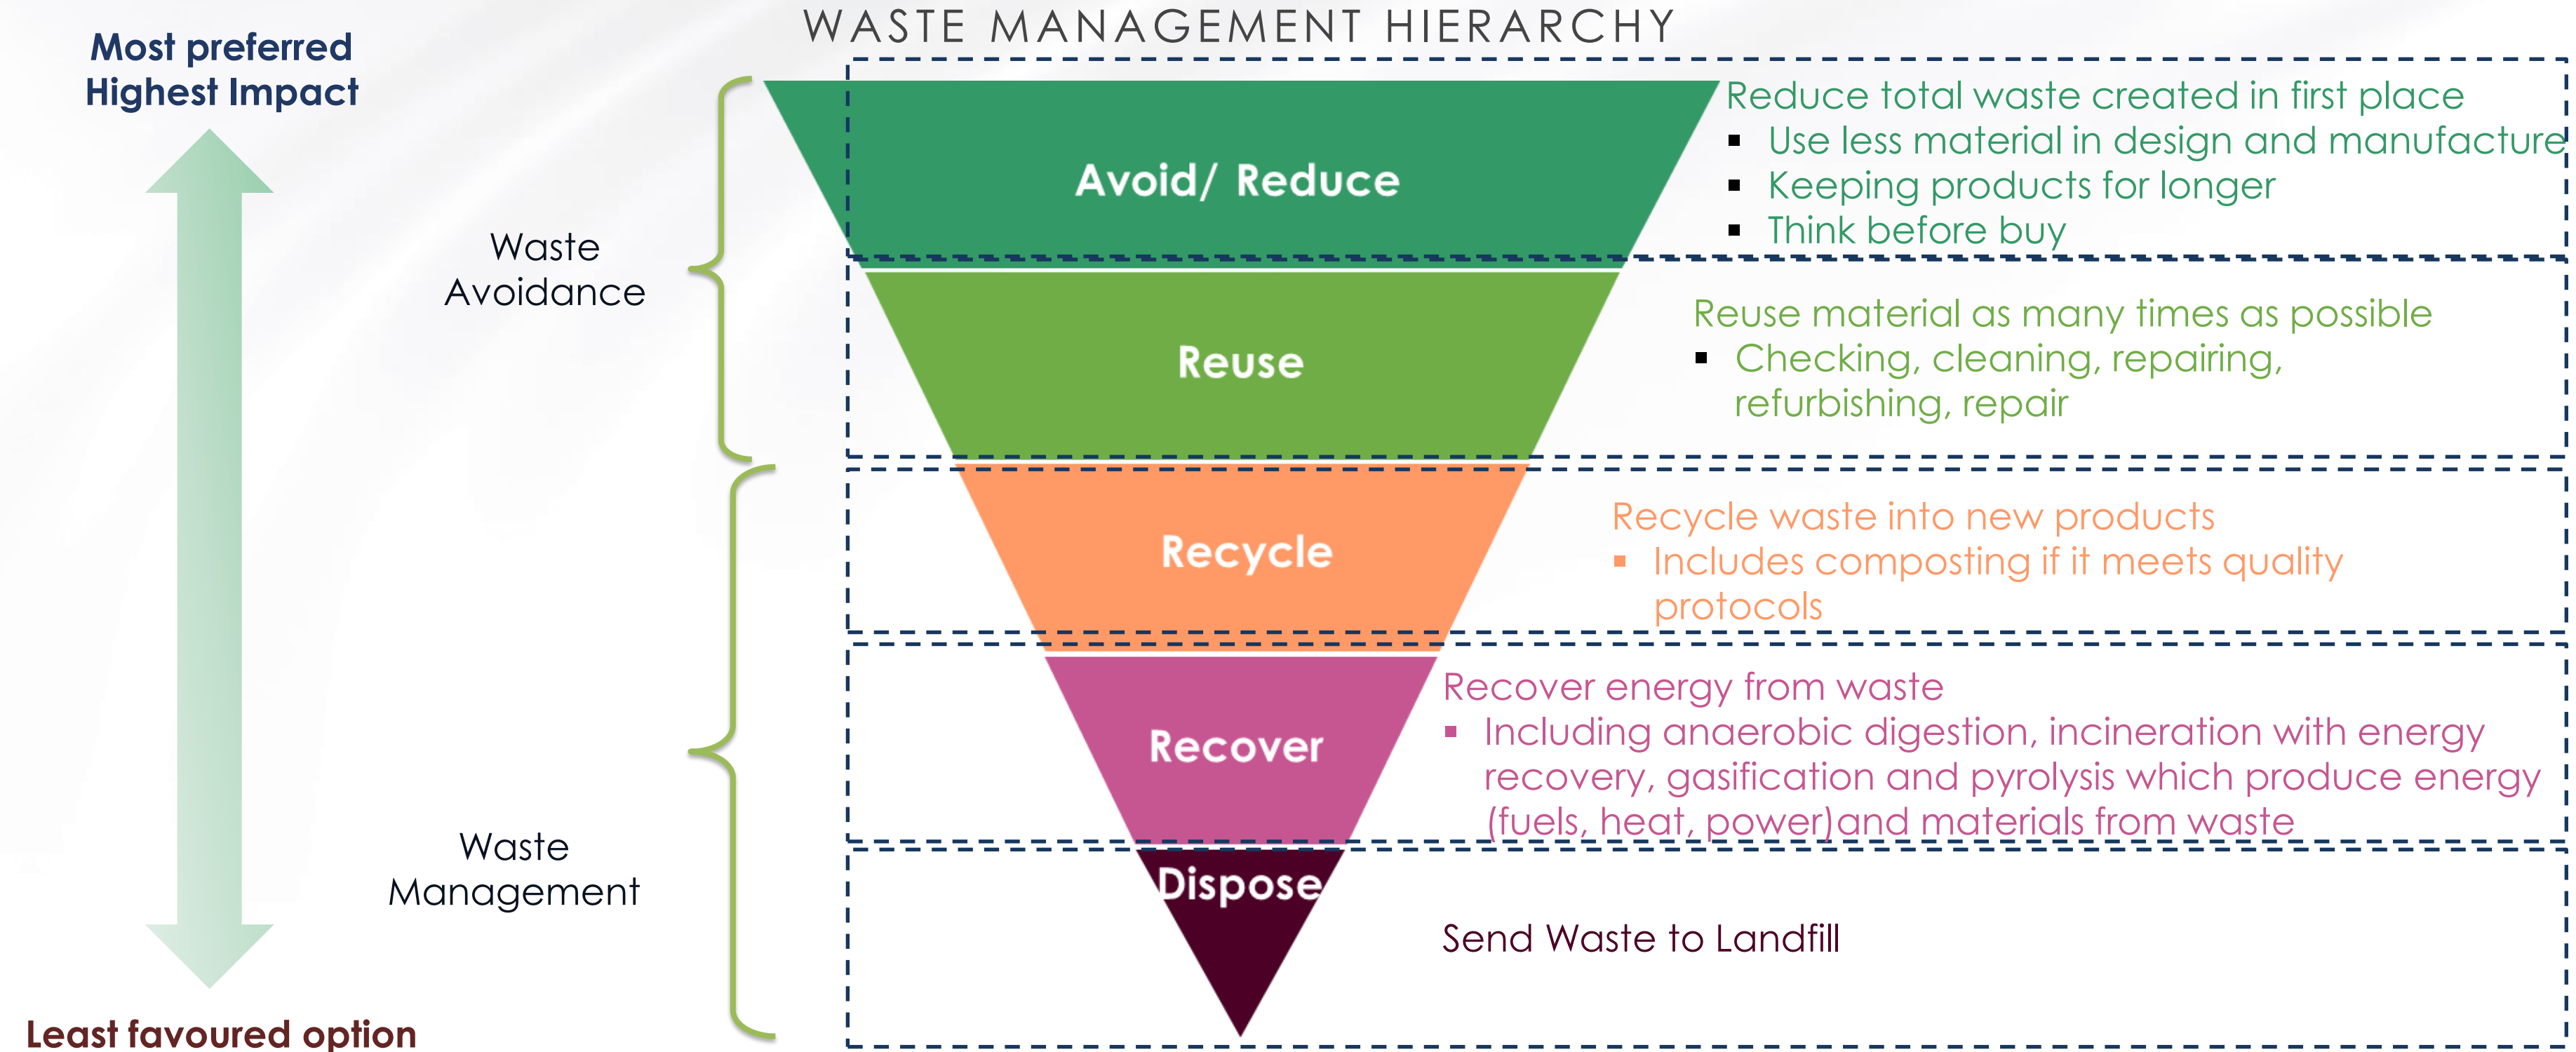 WASTE MANAGEMENT HIERARCHY
Most preferred
Highest Impact
Waste
Avoidance
Waste
Management
Least favoured option
Avoid/ Reduce
Reduce total waste created in first place
▪ Use less material in design and manufacture
▪ Keeping products for longer
▪ Think before buy
Reuse
Reuse material as many times as possible
▪ Checking, cleaning, repairing,
refurbishing, repair
Recycle
Recycle waste into new products
▪ Includes composting if it meets quality
protocols
Recover
Recover energy from waste
▪ Including anaerobic digestion, incineration with energy
recovery, gasification and pyrolysis which produce energy
(fuels, heat, power)and materials from waste
Dispose
Send Waste to Landfill